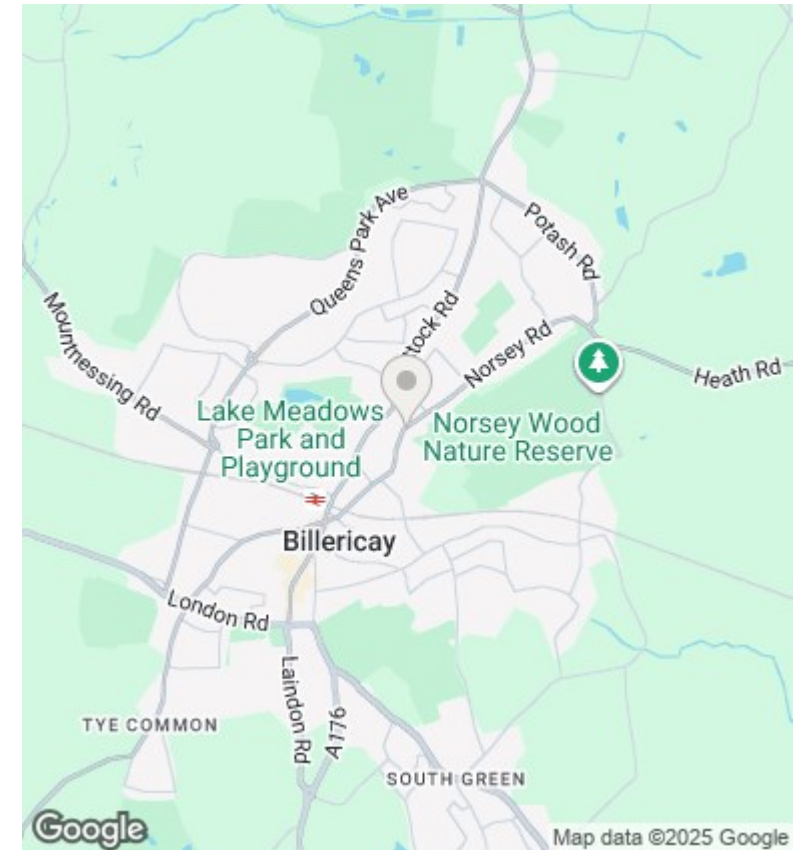 Queens Park Ave
Potash Rd
Mountnessing Rd
Stock Rd
Norsey Rd
Heath Rd
Lake Meadows
Park and
Playground
Norsey Wood
Nature Reserve
Billericay
London Rd
Laindon Rd
A176
TYE COMMON
SOUTH GREEN
Google
Map data ©2025 Google